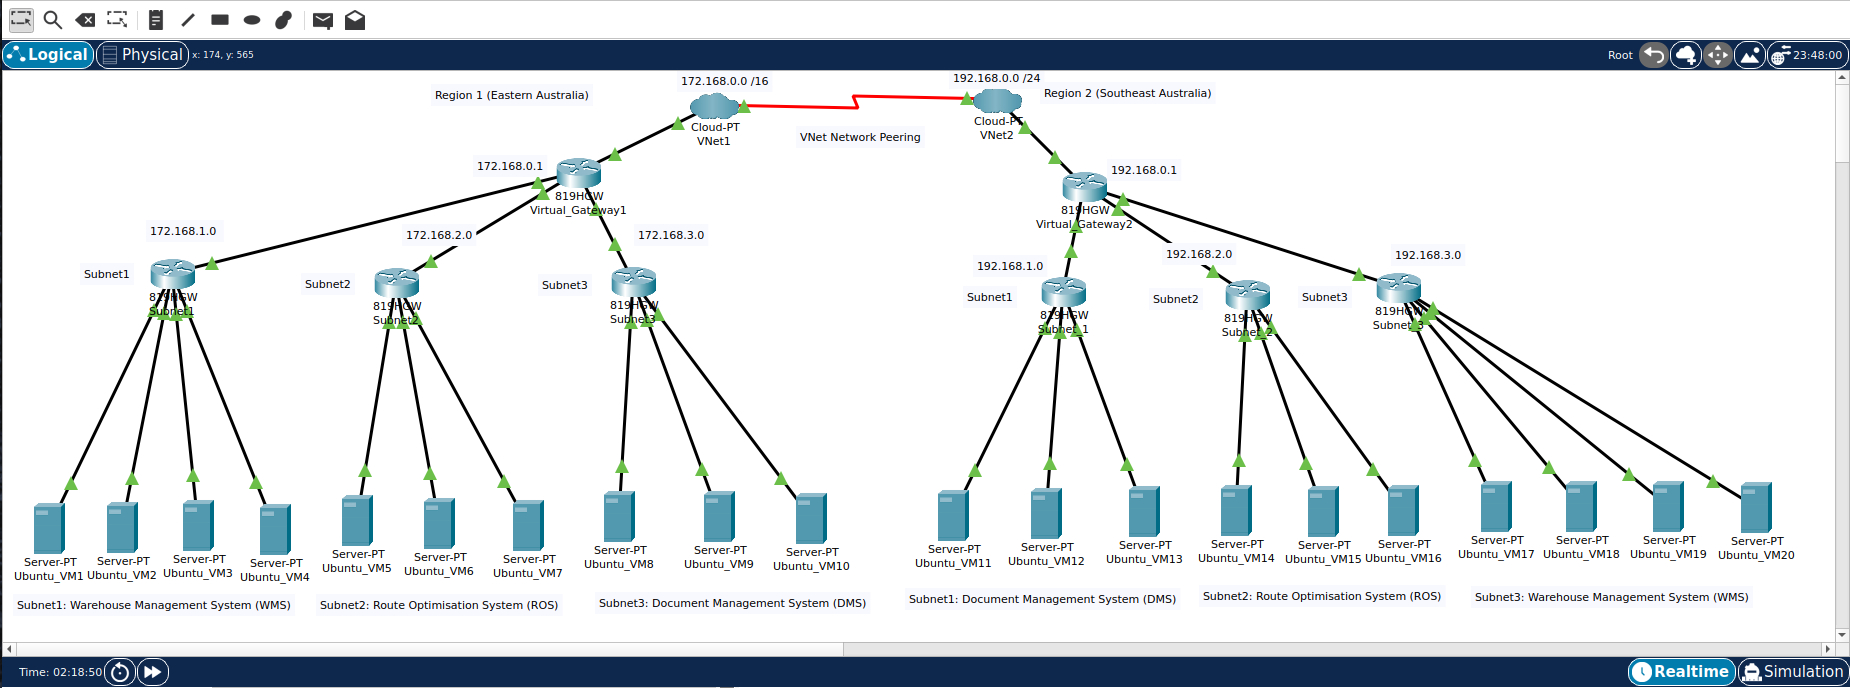 Logical
Physical
x: 174, y: 565
Root
23:48:00
172.168.0.0 /16
192.168.0.0 /24
Region 1 (Eastern Australia)
Region 2 (Southeast Australia)
Cloud-PT
VNet1
Cloud-PT
VNet2
VNet Network Peering
172.168.0.1
192.168.0.1
819HGW
Virtual_Gateway1
819HGW
Virtual_Gateway2
172.168.1.0
172.168.2.0
172.168.3.0
192.168.1.0
192.168.2.0
192.168.3.0
Subnet1
Subnet2
Subnet3
Subnet1
Subnet2
Subnet3
819HGW
Subnet1
819HGW
Subnet2
819HGW
Subnet3
819HGW
Subnet_1
819HGW
Subnet_2
819HGW
Subnet_3
Server-PT
Ubuntu_VM1
Server-PT
Ubuntu_VM2
Server-PT
Ubuntu_VM3
Server-PT
Ubuntu_VM4
Server-PT
Ubuntu_VM5
Server-PT
Ubuntu_VM6
Server-PT
Ubuntu_VM7
Server-PT
Ubuntu_VM8
Server-PT
Ubuntu_VM9
Server-PT
Ubuntu_VM10
Server-PT
Ubuntu_VM11
Server-PT
Ubuntu_VM12
Server-PT
Ubuntu_VM13
Server-PT
Ubuntu_VM14
Server-PT
Ubuntu_VM15
Server-PT
Ubuntu_VM16
Server-PT
Ubuntu_VM17
Server-PT
Ubuntu_VM18
Server-PT
Ubuntu_VM19
Server-PT
Ubuntu_VM20
Subnet1: Warehouse Management System (WMS)
Subnet2: Route Optimisation System (ROS)
Subnet3: Document Management System (DMS)
Subnet1: Document Management System (DMS)
Subnet2: Route Optimisation System (ROS)
Subnet3: Warehouse Management System (WMS)
Time: 02:18:50
Realtime
Simulation